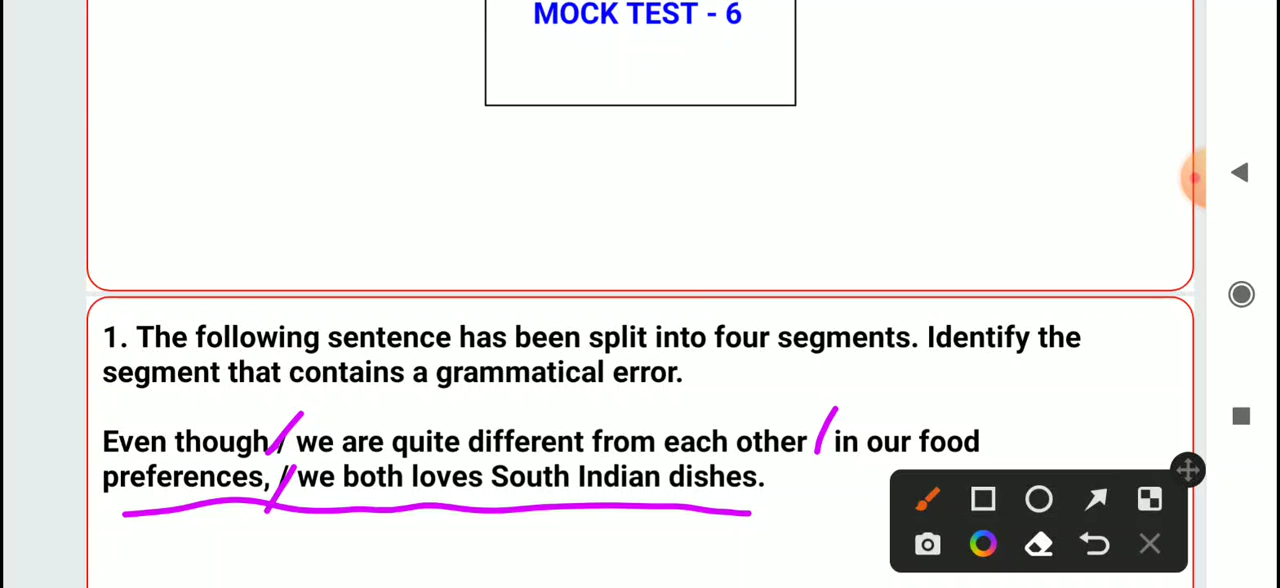 MOCK TEST - 6
1. The following sentence has been split into four segments. Identify the
segment that contains a grammatical error.
Even though / we are quite different from each other / in our food
preferences, / we both loves South Indian dishes.